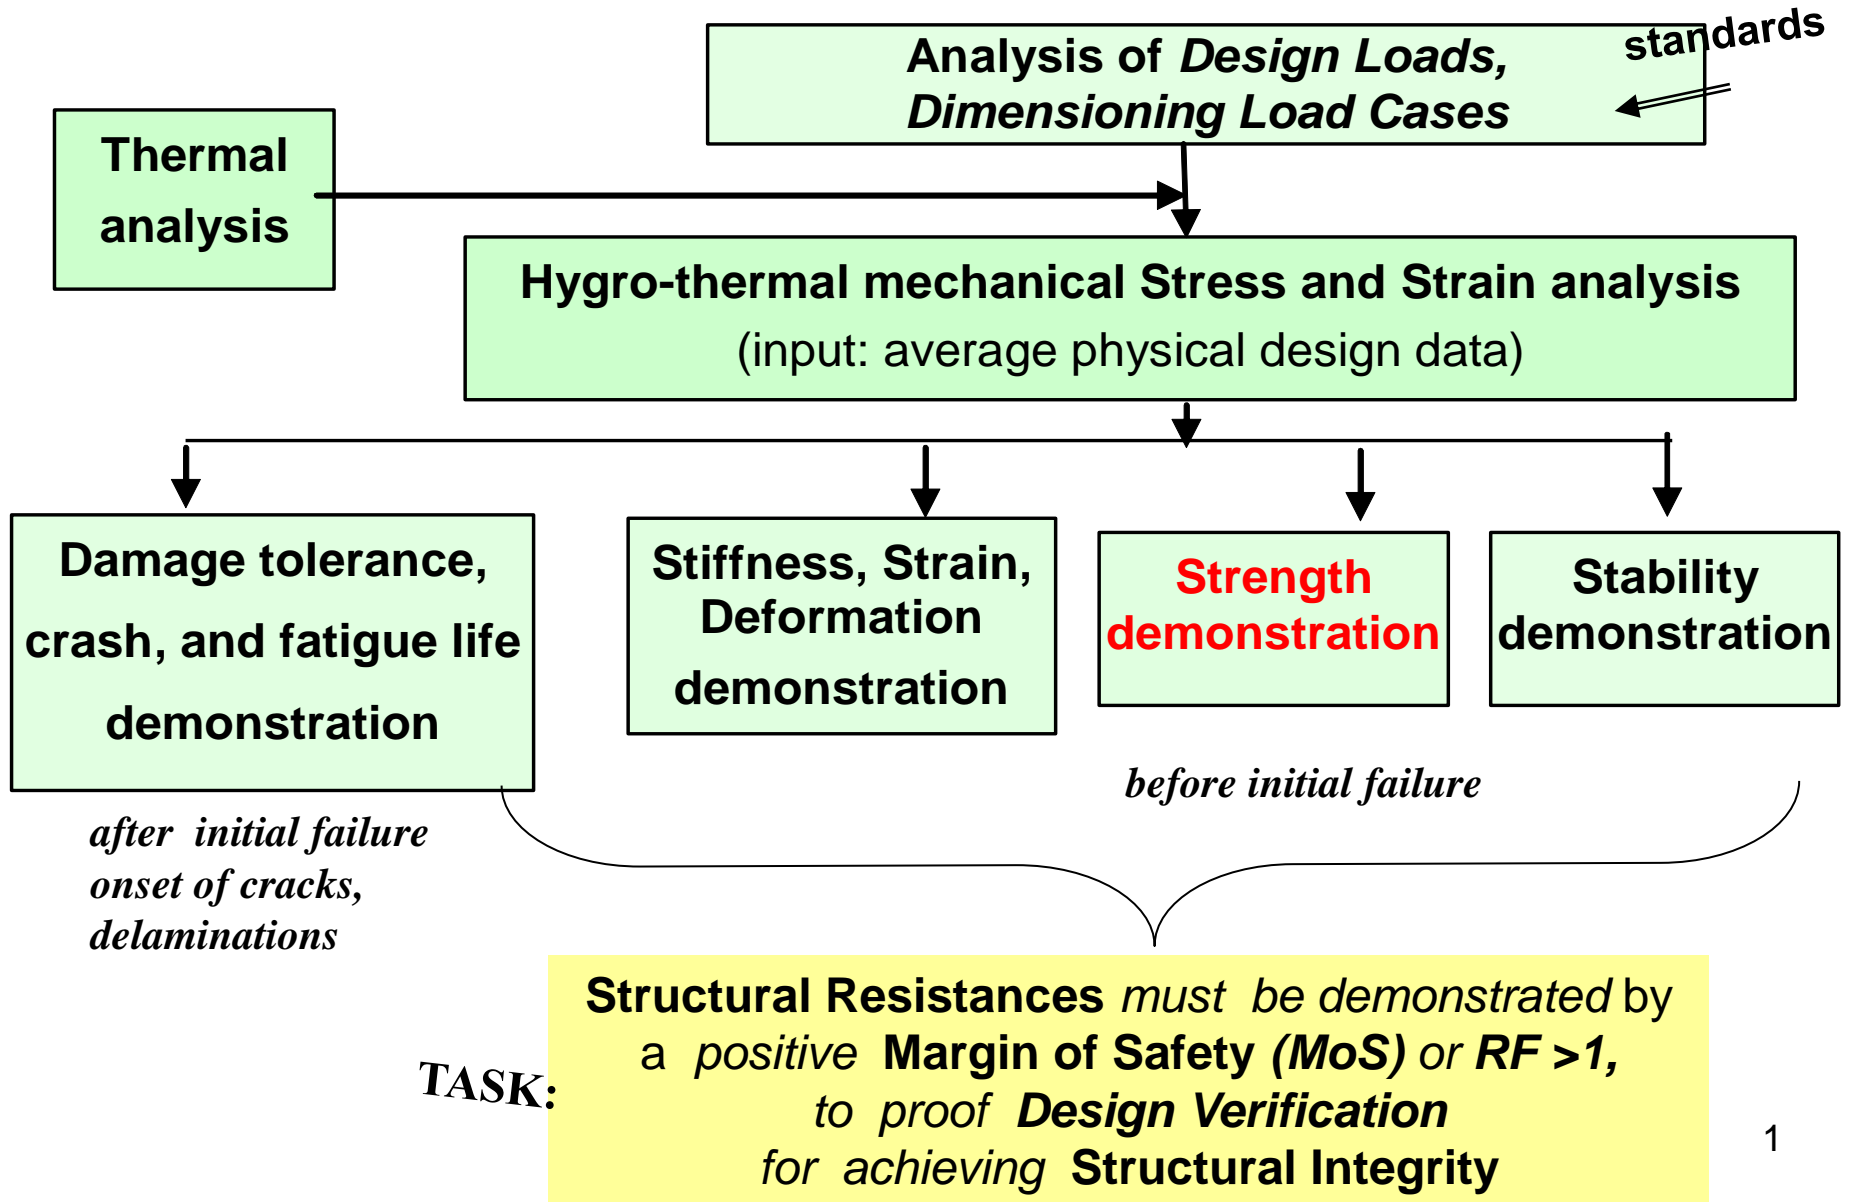 standards
Analysis of Design Loads,
Dimensioning Load Cases
Thermal
analysis
Hygro-thermal mechanical Stress and Strain analysis
(input: average physical design data)
Damage tolerance,
crash, and fatigue life
demonstration
Stiffness, Strain,
Deformation
demonstration
Strength
demonstration
Stability
demonstration
before initial failure
after initial failure
onset of cracks,
delaminations
TASK:
Structural Resistances must be demonstrated by
a positive Margin of Safety (MoS) or RF >1,
to proof Design Verification
for achieving Structural Integrity
1